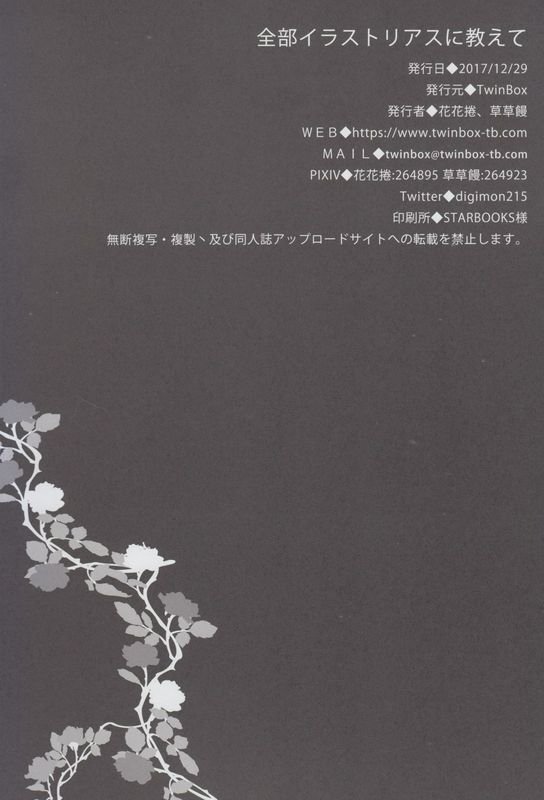 全部イラストリアスに教えて
発行日◆2017/12/29
発行元◆TwinBox
発行者◆花花捲、草草饅
ＷＥＢ◆https://www.twinbox-tb.com
ＭＡＩＬ◆twinbox@twinbox-tb.com
PIXIV◆花花捲:264895 草草饅:264923
Twitter◆digimon215
印刷所◆STARBOOKS様
無断複写・複製丶及び同人誌アップロードサイトへの転載を禁止します。